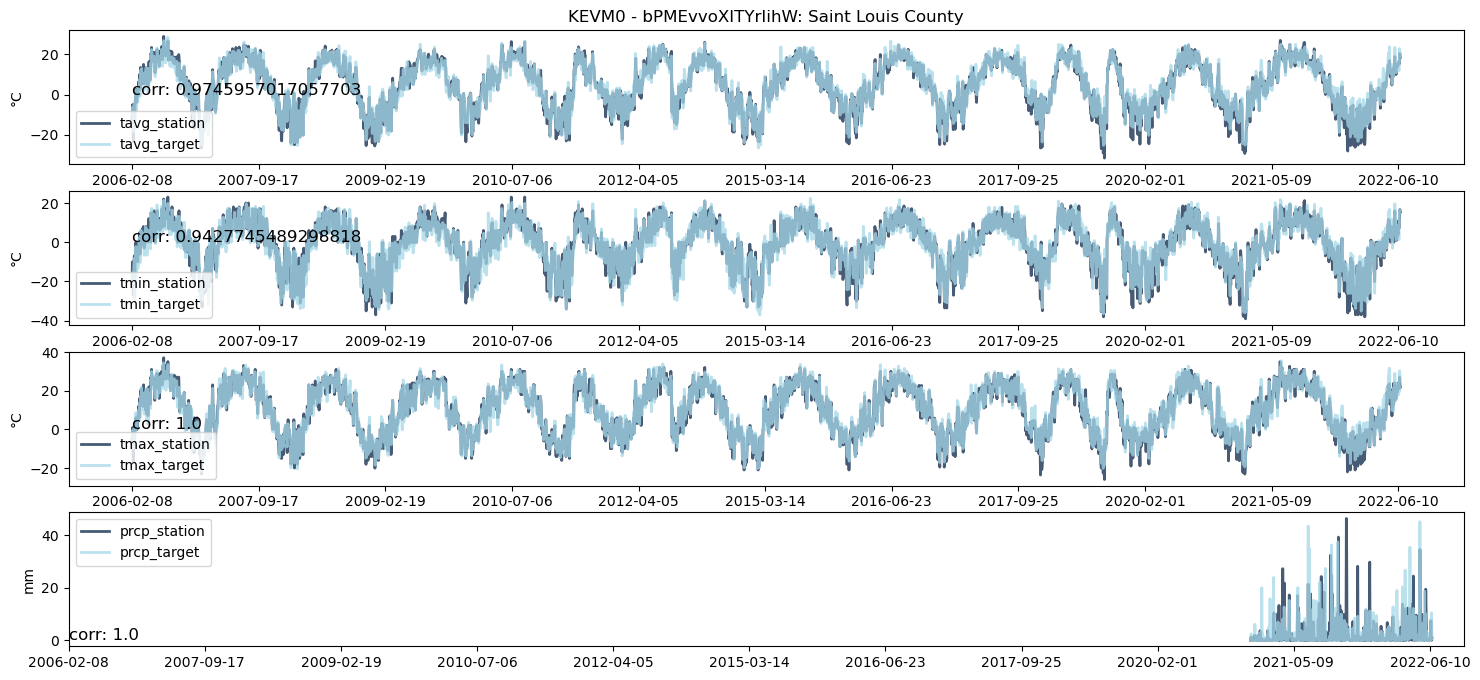 KEVM0 - bPMEvvoXITYrIihW: Saint Louis County
20
0
−20
°C
corr: 0.9745957017057703
tavg_station
tavg_target
2006-02-08 2007-09-17 2009-02-19 2010-07-06 2012-04-05 2015-03-14 2016-06-23 2017-09-25 2020-02-01 2021-05-09 2022-06-10
20
0
−20
−40
°C
corr: 0.9427745489298818
tmin_station
tmin_target
2006-02-08 2007-09-17 2009-02-19 2010-07-06 2012-04-05 2015-03-14 2016-06-23 2017-09-25 2020-02-01 2021-05-09 2022-06-10
40
20
0
−20
°C
corr: 1.0
tmax_station
tmax_target
2006-02-08 2007-09-17 2009-02-19 2010-07-06 2012-04-05 2015-03-14 2016-06-23 2017-09-25 2020-02-01 2021-05-09 2022-06-10
40
20
0
mm
prcp_station
prcp_target
corr: 1.0
2006-02-08 2007-09-17 2009-02-19 2010-07-06 2012-04-05 2015-03-14 2016-06-23 2017-09-25 2020-02-01 2021-05-09 2022-06-10